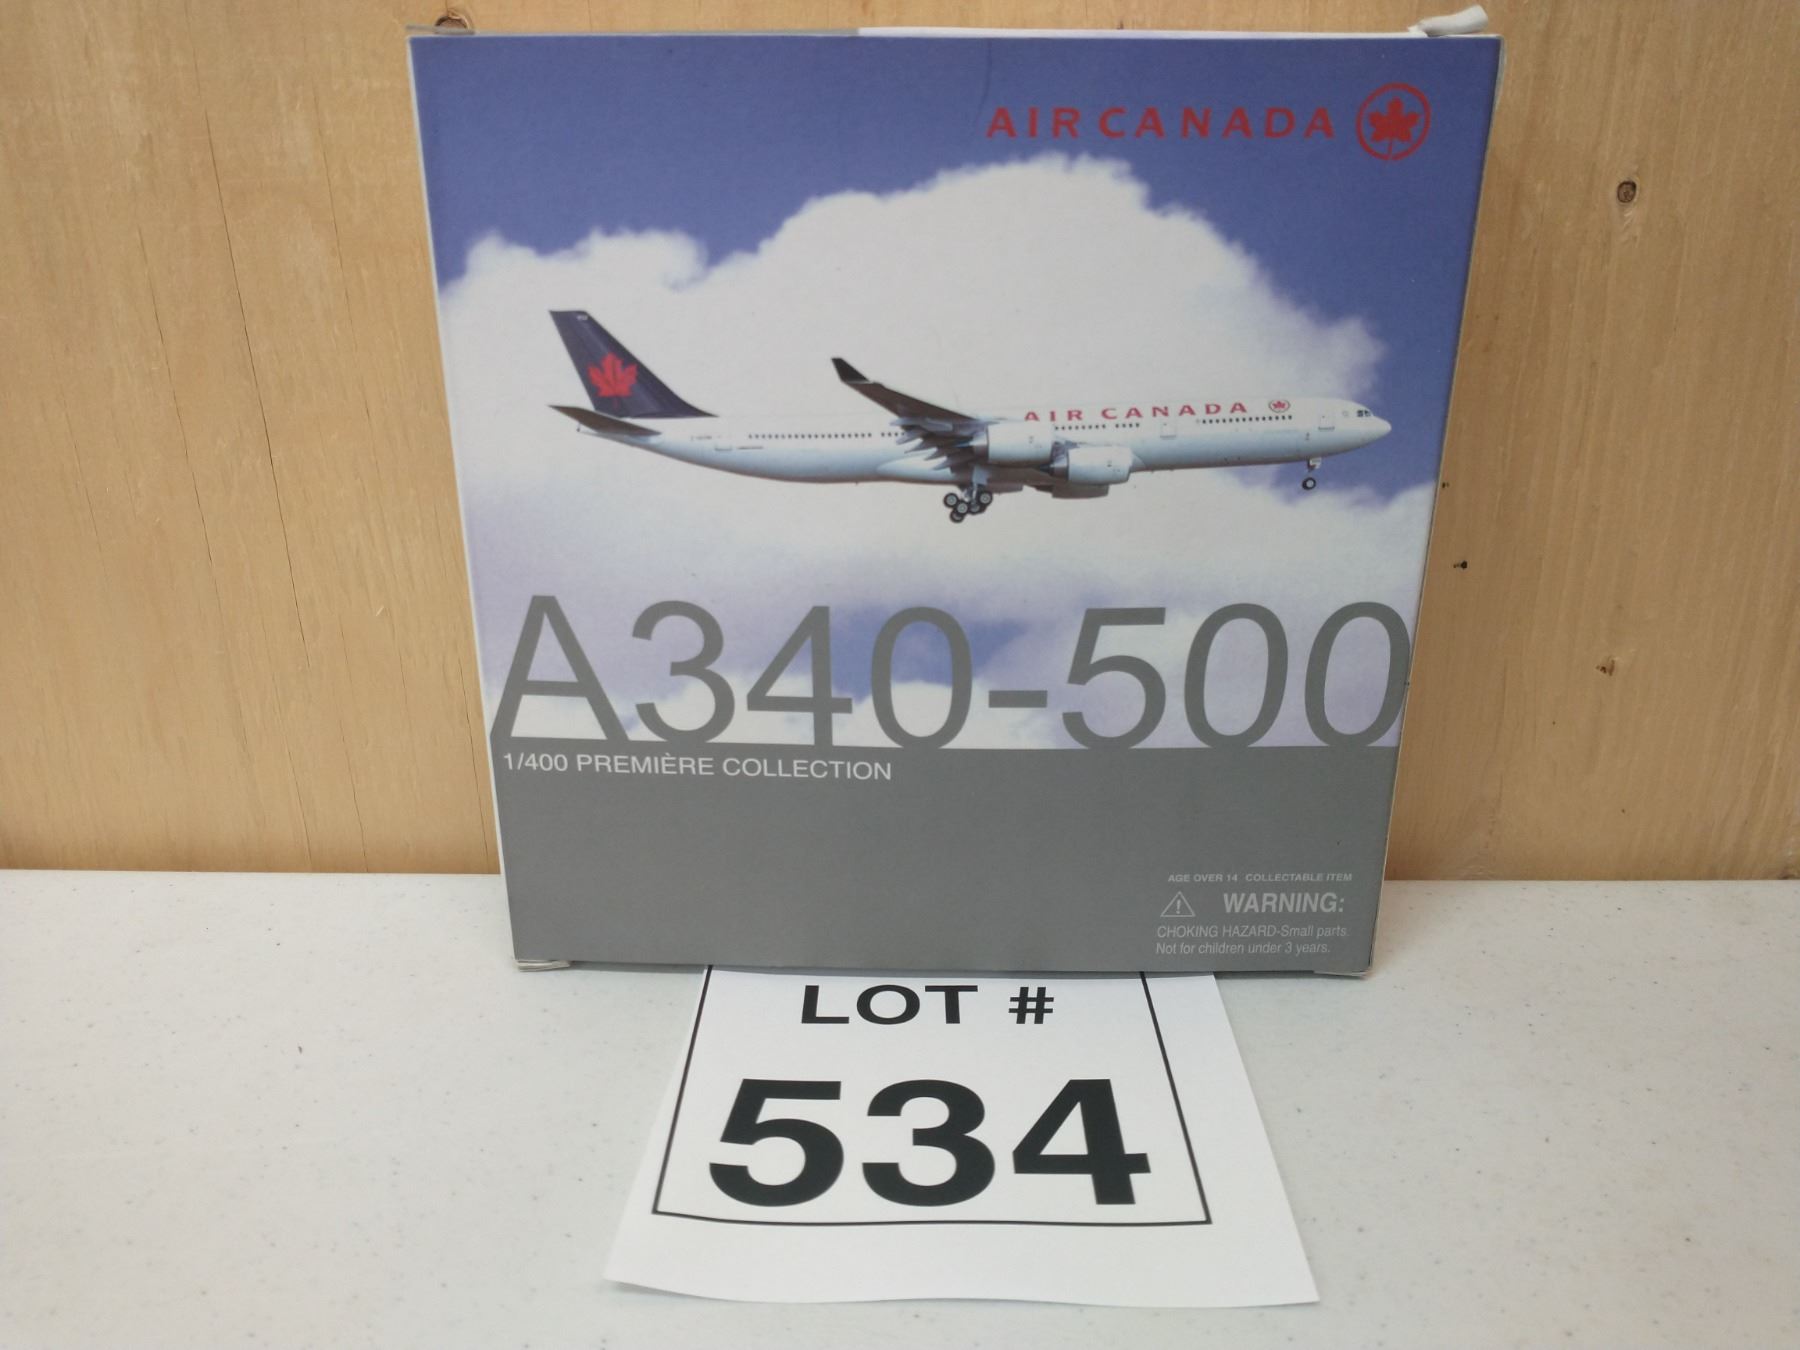 AIR CANADA
AIR CANADA
A340-500
1/400 PREMIÈRE COLLECTION
AGE OVER 14 COLLECTABLE ITEM
WARNING:
CHOKING HAZARD-Small parts.
Not for children under 3 years.
LOT #
534